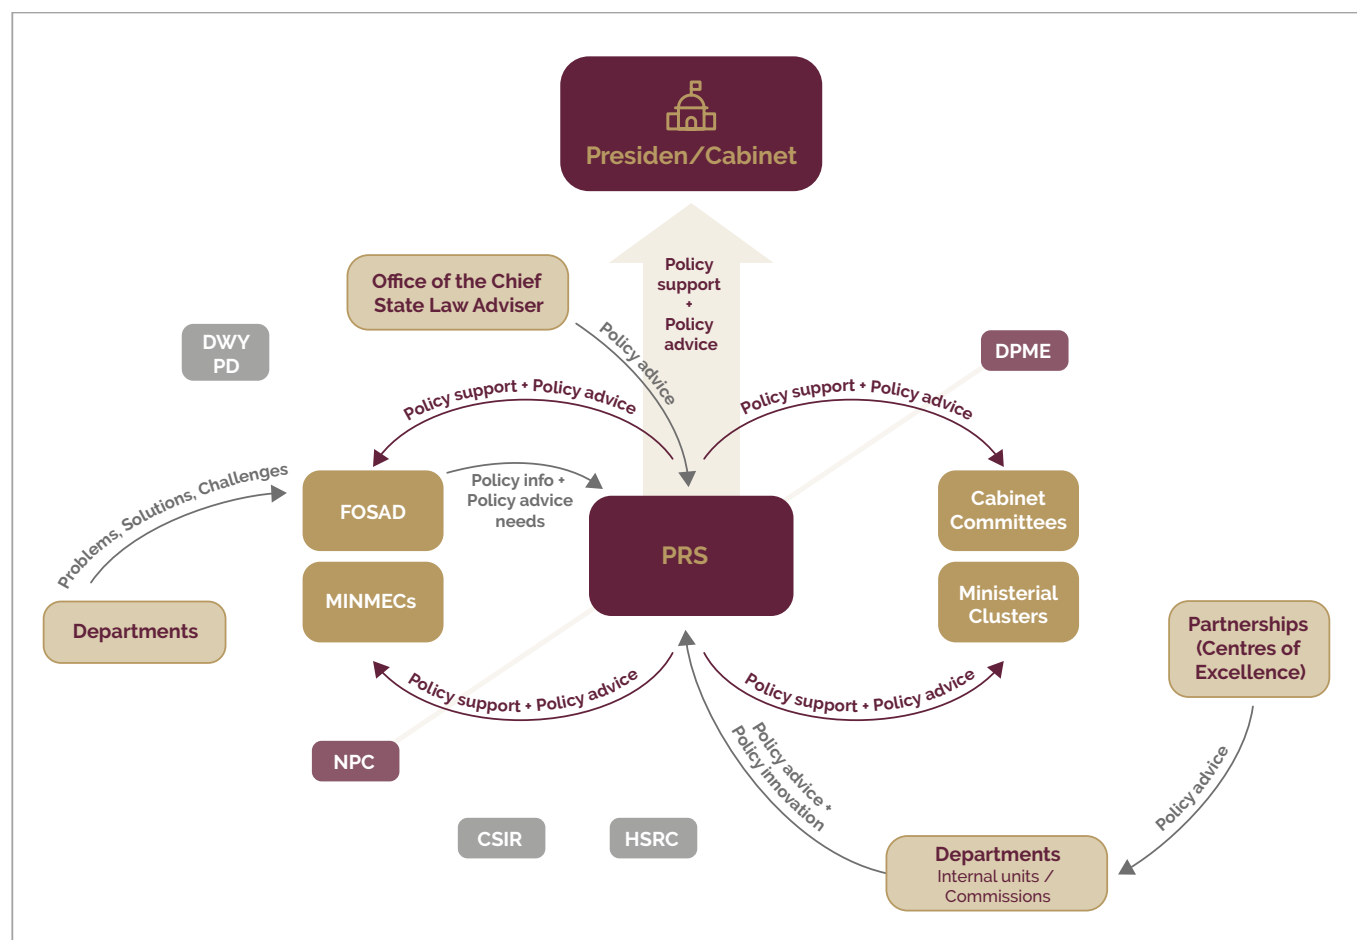 Presiden/Cabinet
Policy
support
+
Policy
advice
Office of the Chief
State Law Adviser
Policy advice
DWY
PD
DPME
Policy support + Policy advice
Policy support + Policy advice
Problems, Solutions, Challenges
FOSAD
Policy info +
Policy advice
needs
PRS
Cabinet
Committees
MINMECs
Ministerial
Clusters
Departments
Partnerships
(Centres of
Excellence)
Policy support + Policy advice
Policy support + Policy advice
NPC
Policy advice +
Policy innovation
Policy advice
CSIR
HSRC
Departments
Internal units /
Commissions